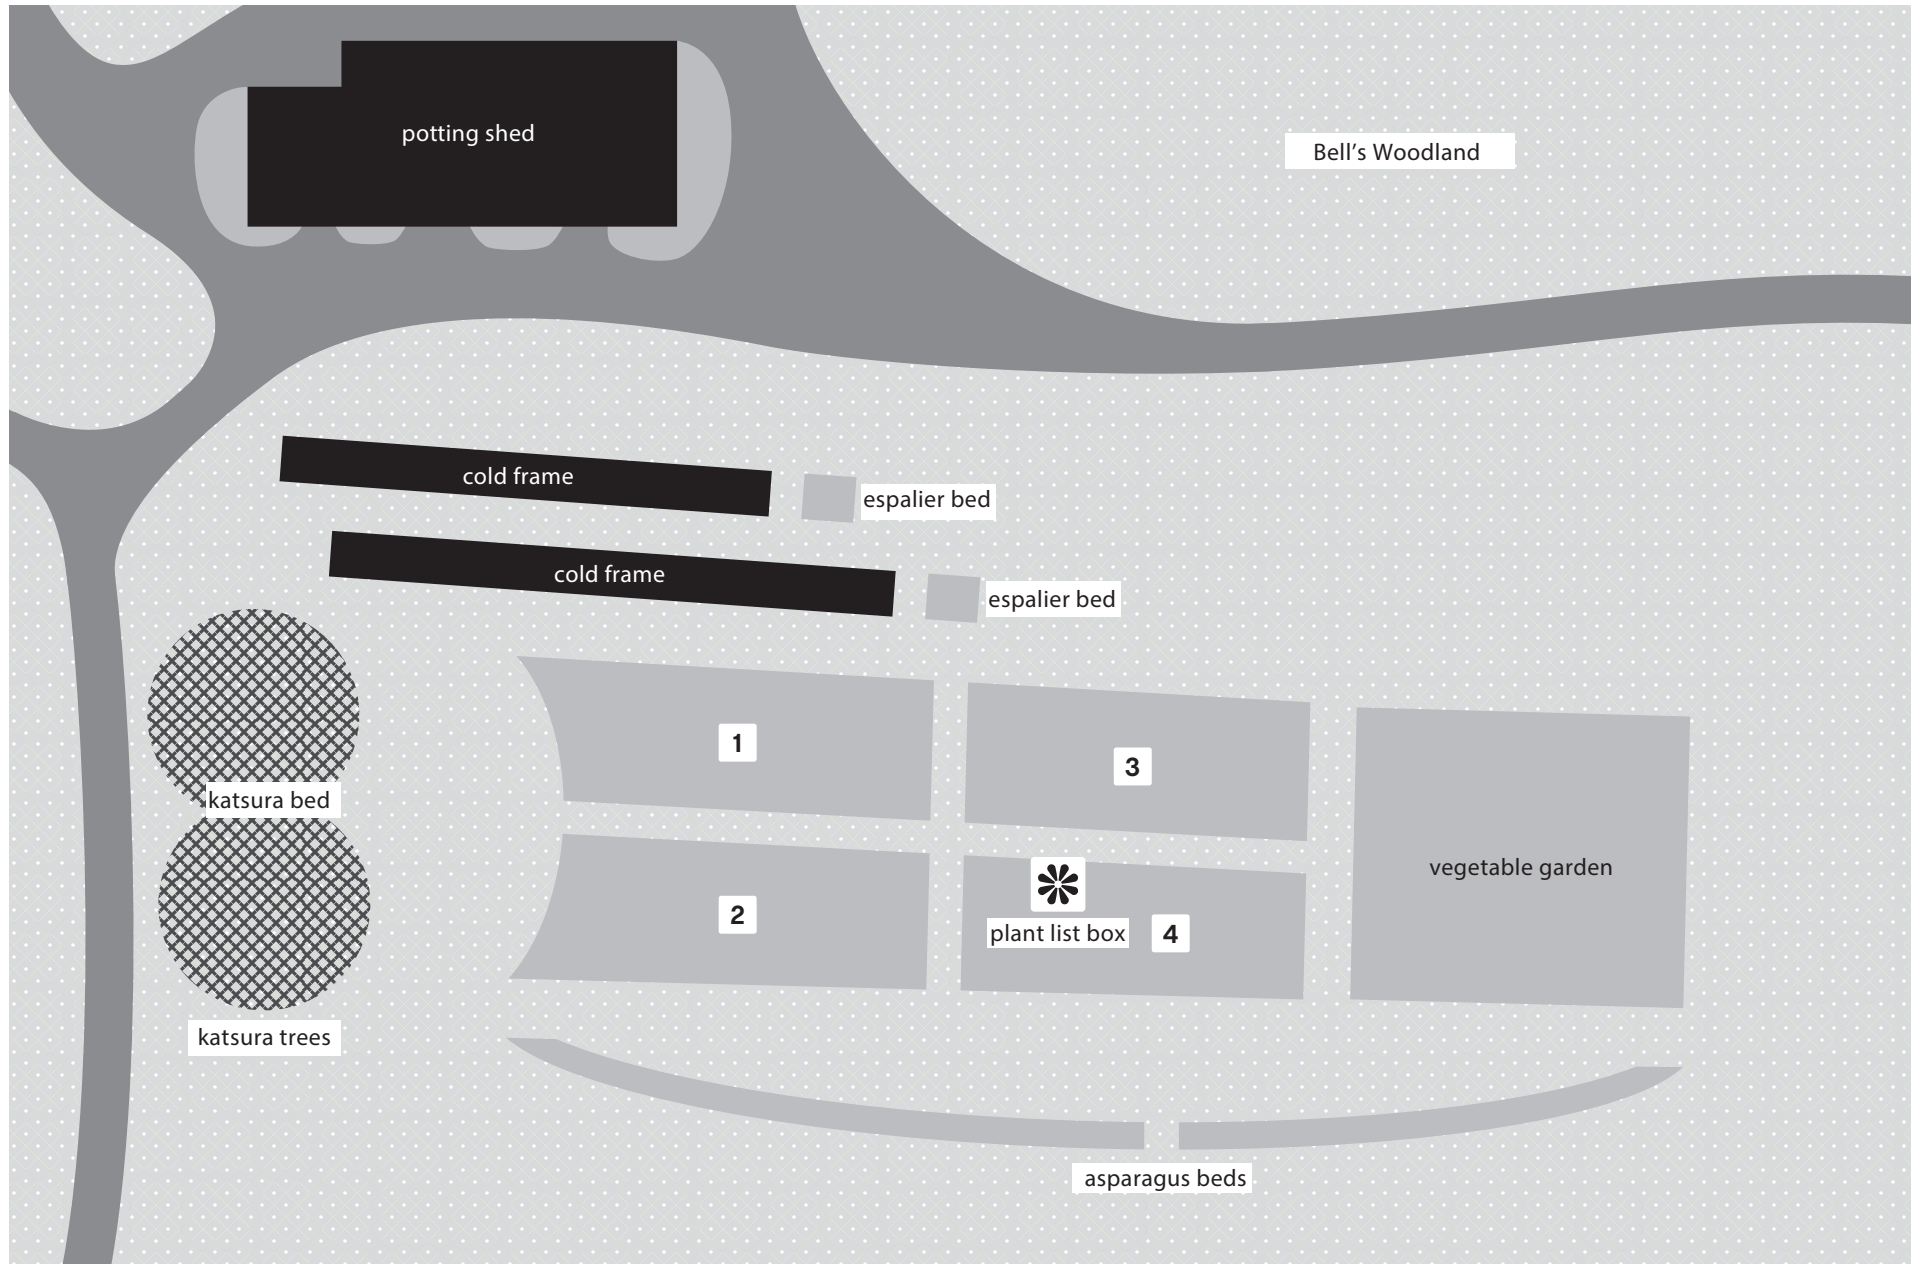 potting shed
Bell’s Woodland
cold frame
espalier bed
cold frame
espalier bed
1
3
katsura bed
vegetable garden
2
plant list box
4
katsura trees
asparagus beds